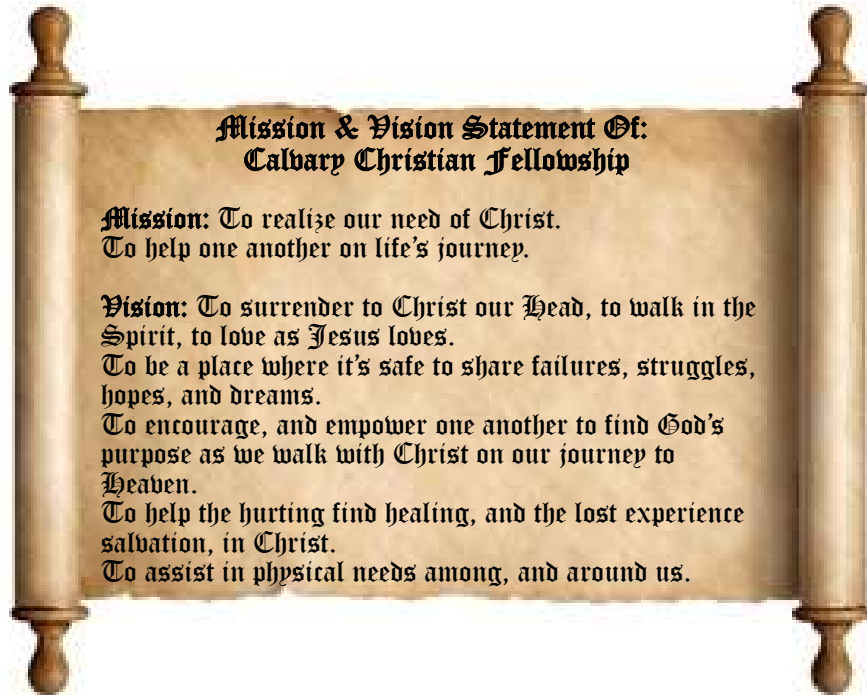 Mission & Vision Statement Of:
Calvary Christian Fellowship
Mission: To realize our need of Christ.
To help one another on life's journey.
Vision: To surrender to Christ our Head, to walk in the
Spirit, to love as Jesus loves.
To be a place where it's safe to share failures, struggles,
hopes, and dreams.
To encourage, and empower one another to find God's
purpose as we walk with Christ on our journey to
Heaven.
To help the hurting find healing, and the lost experience
salvation, in Christ.
To assist in physical needs among, and around us.